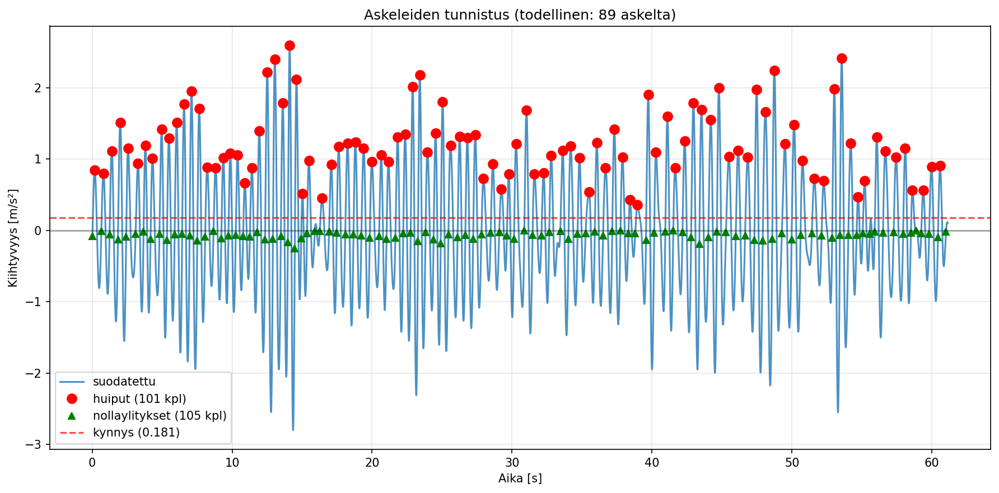 Askeleiden tunnistus (todellinen: 89 askelta)
Kiihtyvyys [m/s²]
2
1
0
−1
−2
−3
suodatettu
huiput (101 kpl)
nollaylitykset (105 kpl)
kynnys (0.181)
0
10
20
30
40
50
60
Aika [s]